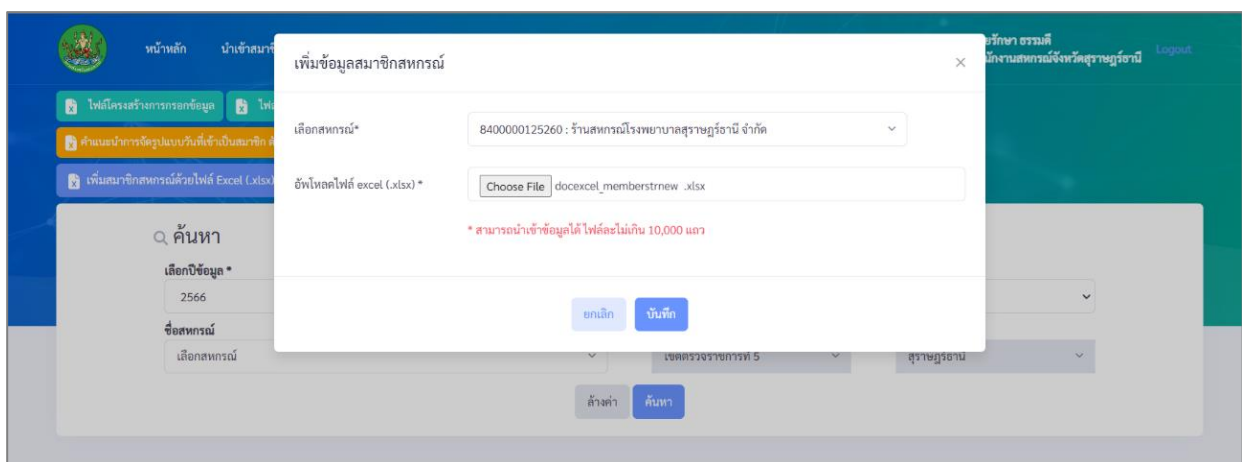 หน้าหลัก นำเข้าสมาชิ
ยรักษา ธรรมดี
นักงานสหกรณ์จังหวัดสุราษฎร์ธานี
Logout
เพิ่มข้อมูลสมาชิกสหกรณ์ ×
ไฟล์โครงสร้างการกรอกข้อมูล
เลือกสหกรณ์* 8400000125260 : ร้านสหกรณ์โรงพยาบาลสุราษฎร์ธานี จำกัด
คำแนะนำการจัดรูปแบบวันที่เข้าเป็นสมาชิก
เพิ่มสมาชิกสหกรณ์ด้วยไฟล์ Excel (.xlsx)
อัพโหลดไฟล์ excel (.xlsx) * Choose File docexcel_memberstrnew .xlsx
* สามารถนำเข้าข้อมูลได้ ไฟล์ละไม่เกิน 10,000 แถว
ค้นหา
เลือกปีข้อมูล *
2566
ยกเลิก บันทึก
ชื่อสหกรณ์
เลือกสหกรณ์ เขตตรวจราชการที่ 5 สุราษฎร์ธานี
ล้างค่า ค้นหา